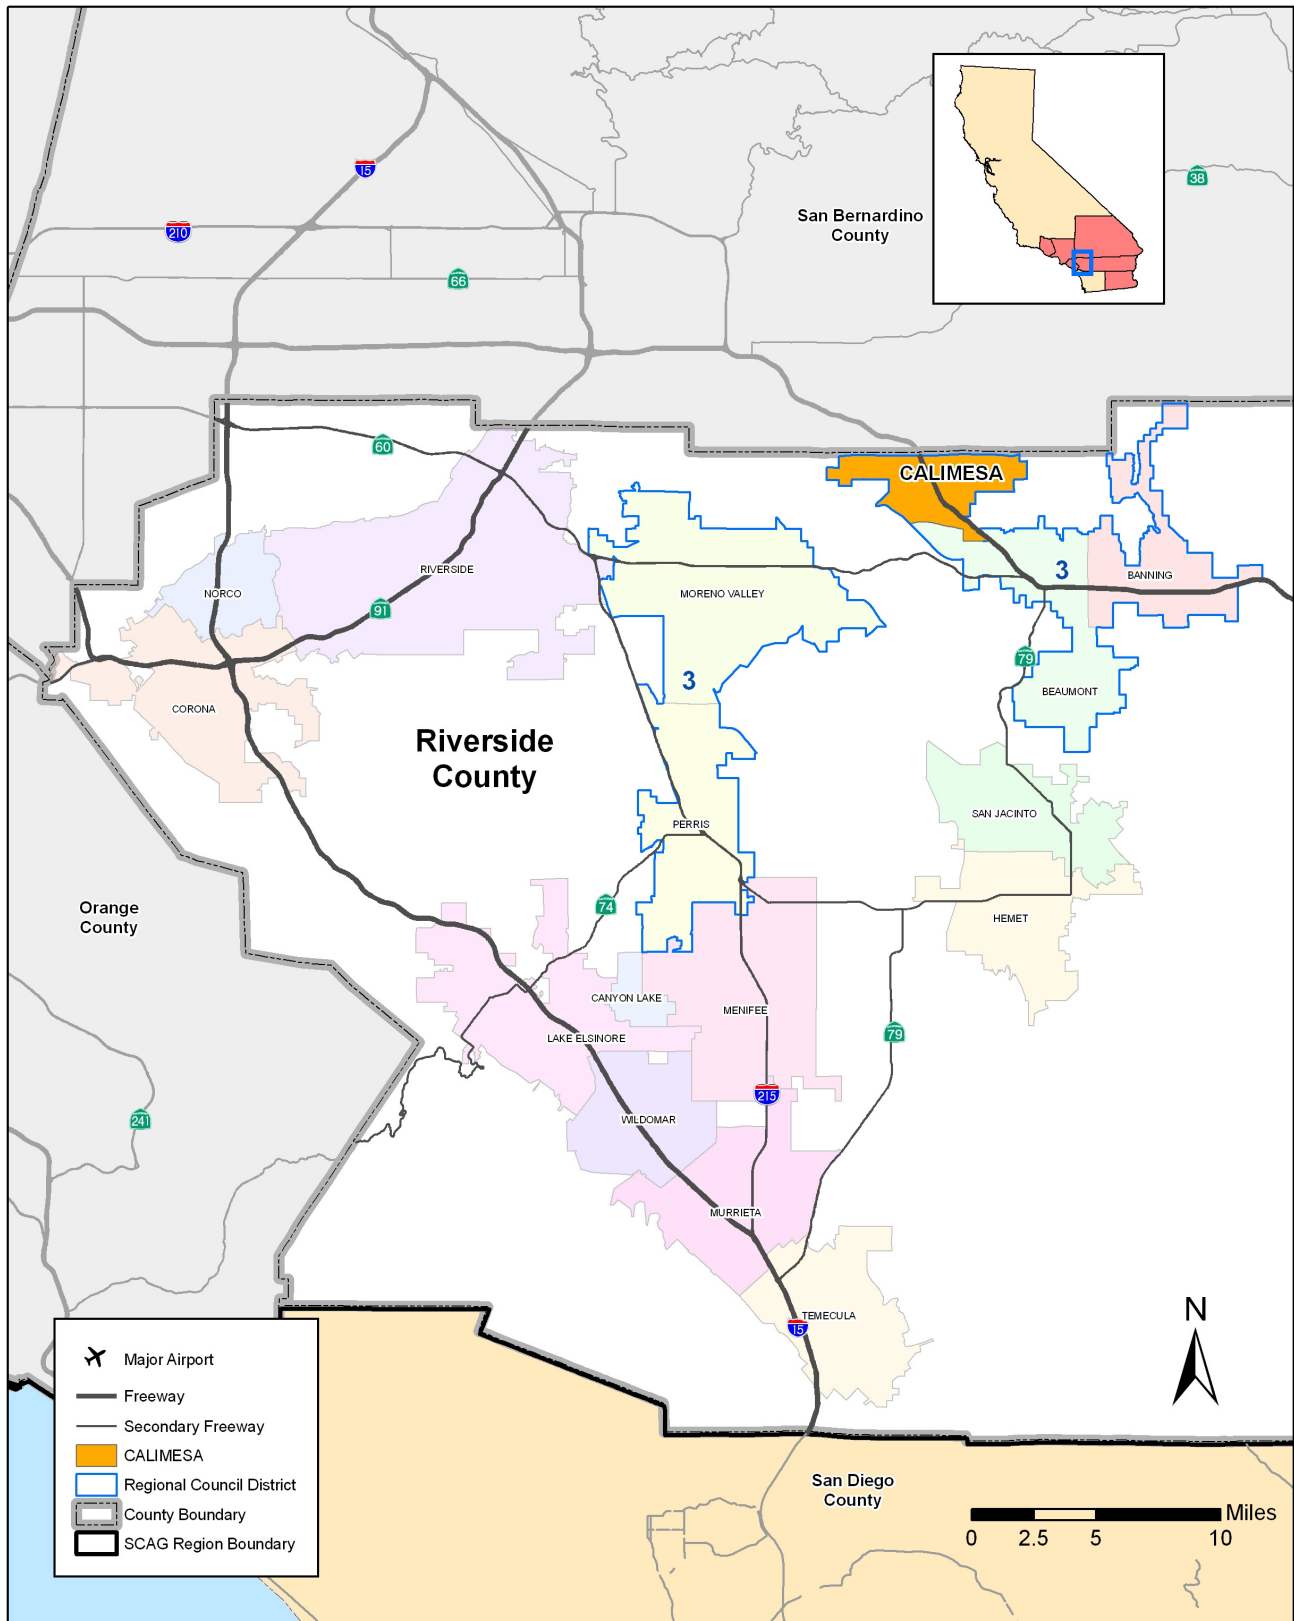 15
38
San Bernardino
County
210
66
60
CALIMESA
3
BANNING
RIVERSIDE
NORCO
MORENO VALLEY
91
79
3
BEAUMONT
CORONA
Riverside
County
SAN JACINTO
PERRIS
74
HEMET
Orange
County
CANYON LAKE
MENIFEE
LAKE ELSINORE
79
215
241
WILDOMAR
MURRIETA
TEMECULA
15
N
Major Airport
Freeway
Secondary Freeway
CALIMESA
Regional Council District
County Boundary
SCAG Region Boundary
San Diego
County
Miles
0 2.5 5 10